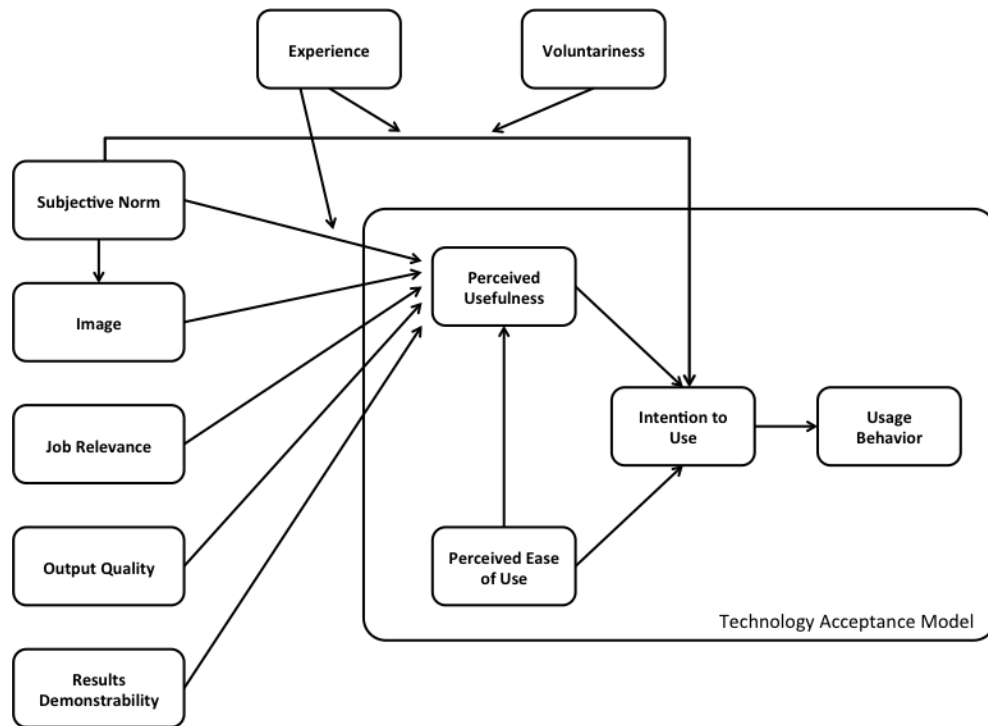 Experience
Voluntariness
Subjective Norm
Perceived
Usefulness
Image
Intention to
Use
Usage
Behavior
Job Relevance
Output Quality
Perceived Ease
of Use
Technology Acceptance Model
Results
Demonstrability